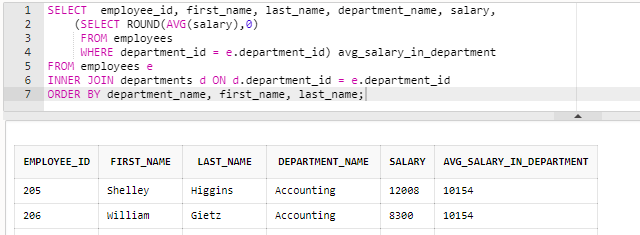 1 SELECT  employee_id, first_name, last_name, department_name, salary,
2     (SELECT ROUND(AVG(salary),0)
3      FROM employees
4      WHERE department_id = e.department_id) avg_salary_in_department
5 FROM employees e
6 INNER JOIN departments d ON d.department_id = e.department_id
7 ORDER BY department_name, first_name, last_name;
EMPLOYEE_ID FIRST_NAME LAST_NAME DEPARTMENT_NAME SALARY AVG_SALARY_IN_DEPARTMENT
205 Shelley Higgins Accounting 12008 10154
206 William Gietz Accounting 8300 10154